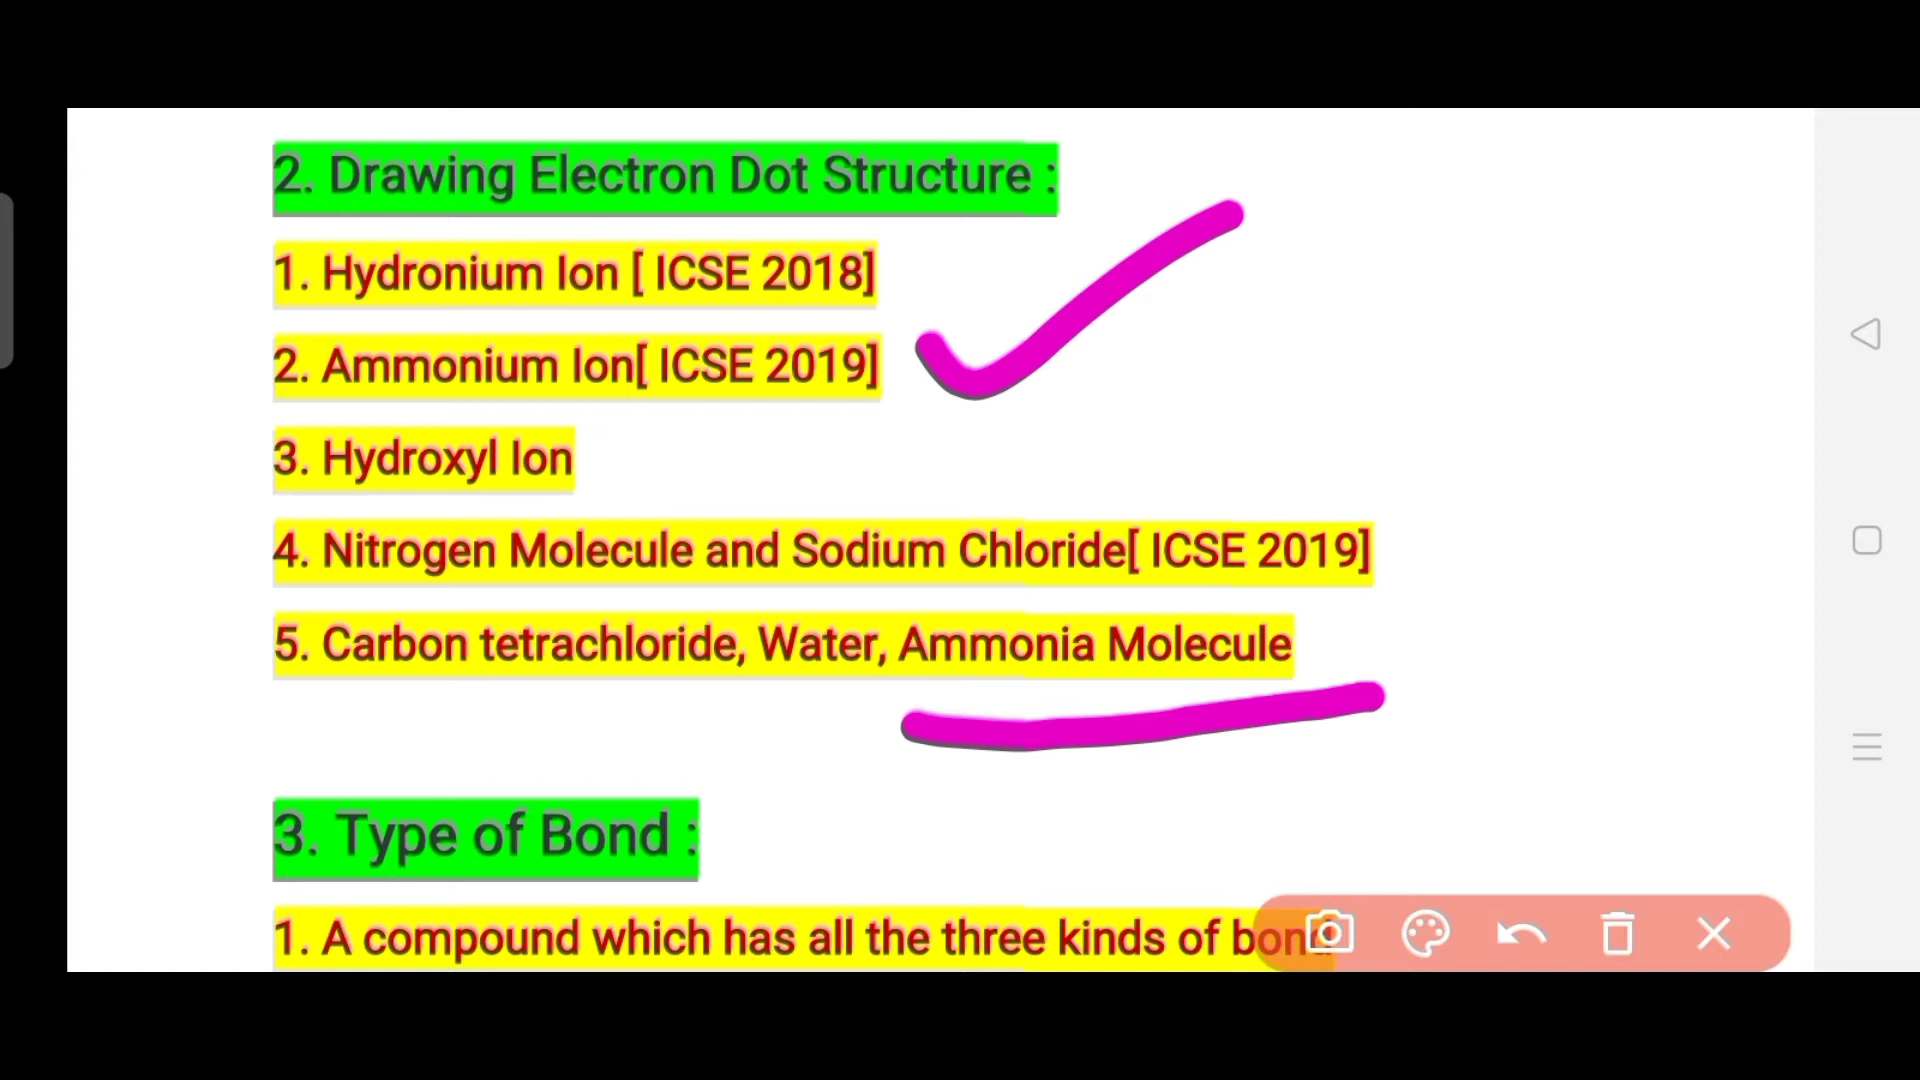 2. Drawing Electron Dot Structure :
1. Hydronium Ion [ ICSE 2018]
2. Ammonium Ion[ ICSE 2019]
3. Hydroxyl Ion
4. Nitrogen Molecule and Sodium Chloride[ ICSE 2019]
5. Carbon tetrachloride, Water, Ammonia Molecule
3. Type of Bond :
1. A compound which has all the three kinds of bond